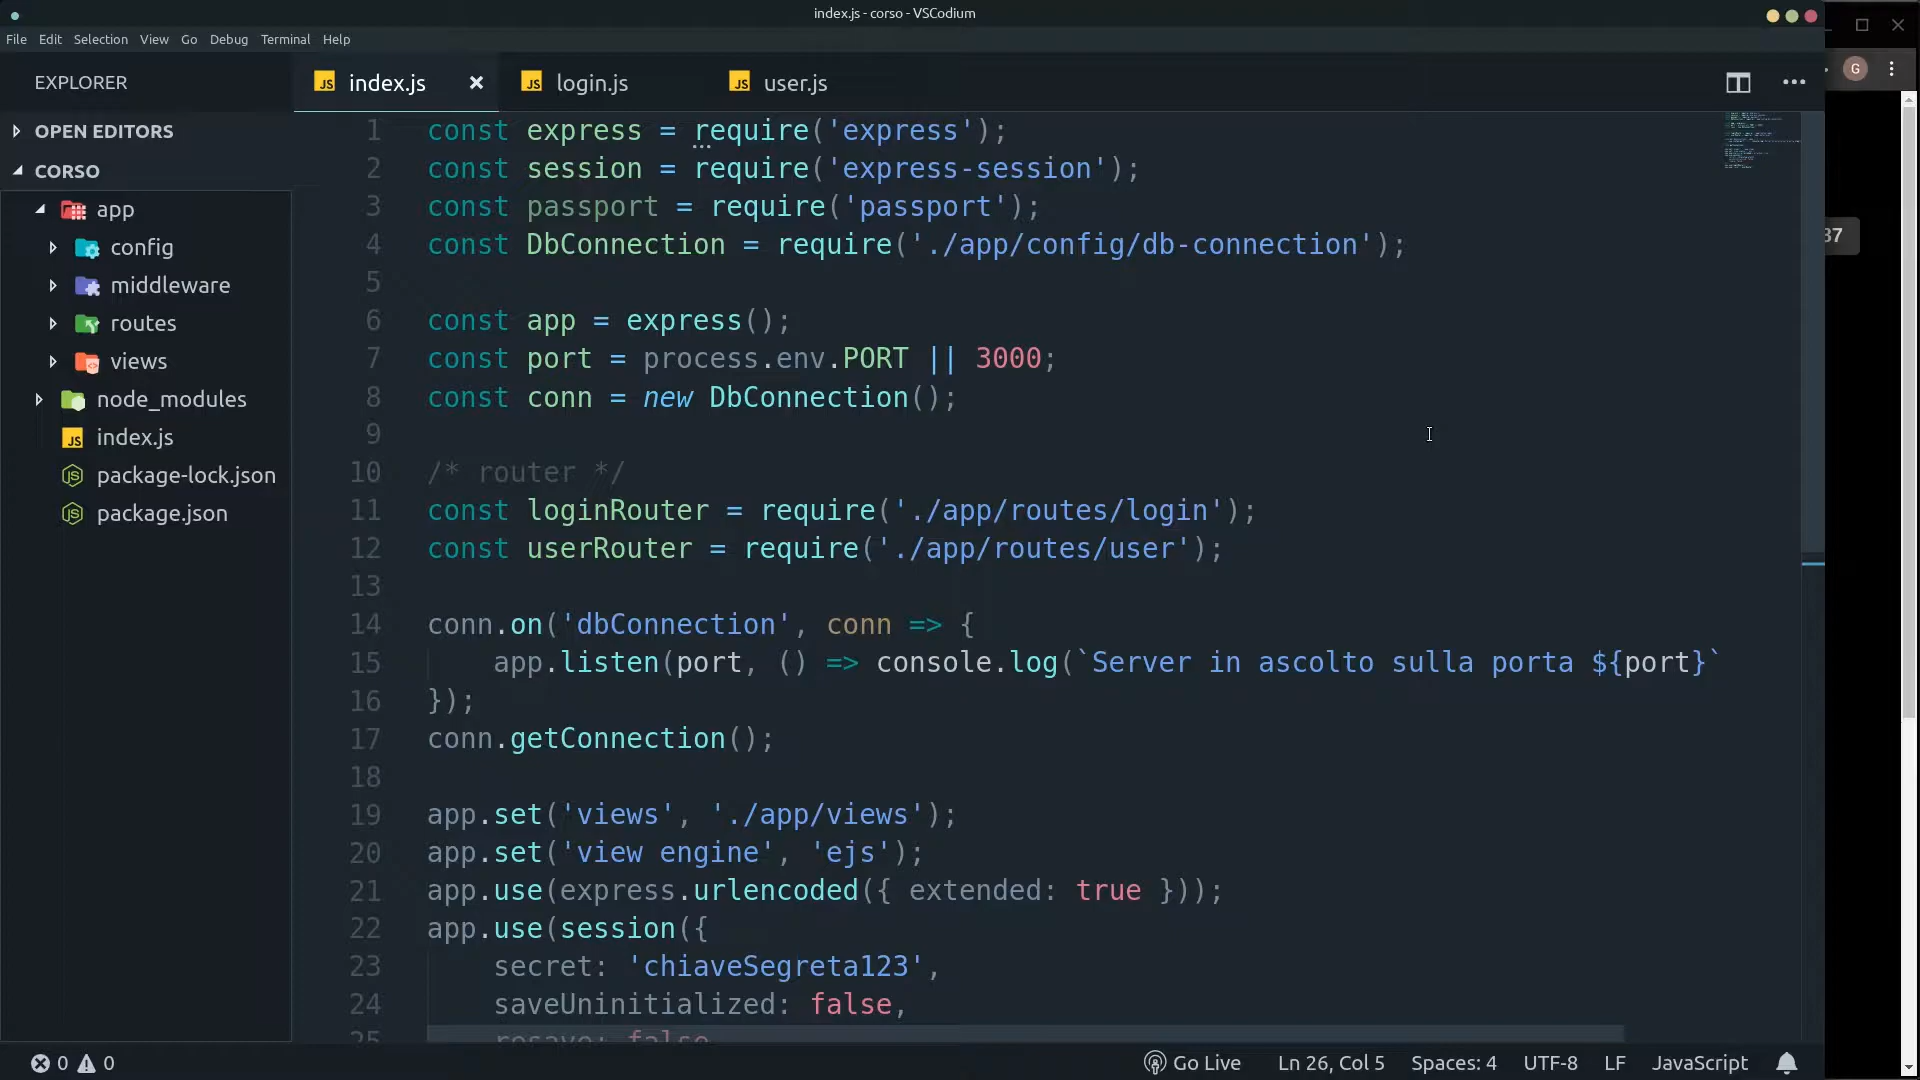 index.js - corso - VSCodium
File Edit Selection View Go Debug Terminal Help
EXPLORER
index.js
login.js
user.js
G
OPEN EDITORS
CORSO
app
config
middleware
routes
views
node_modules
index.js
package-lock.json
package.json
37
1 const express = require('express');
2 const session = require('express-session');
3 const passport = require('passport');
4 const DbConnection = require('./app/config/db-connection');
5
6 const app = express();
7 const port = process.env.PORT || 3000;
8 const conn = new DbConnection();
9
10 /* router */
11 const loginRouter = require('./app/routes/login');
12 const userRouter = require('./app/routes/user');
13
14 conn.on('dbConnection', conn => {
15 app.listen(port, () => console.log(`Server in ascolto sulla porta ${port}`
16 });
17 conn.getConnection();
18
19 app.set('views', './app/views');
20 app.set('view engine', 'ejs');
21 app.use(express.urlencoded({ extended: true }));
22 app.use(session({
23 secret: 'chiaveSegreta123',
24 saveUninitialized: false,
25 resave: false
0 0
Go Live Ln 26, Col 5 Spaces: 4 UTF-8 LF JavaScript